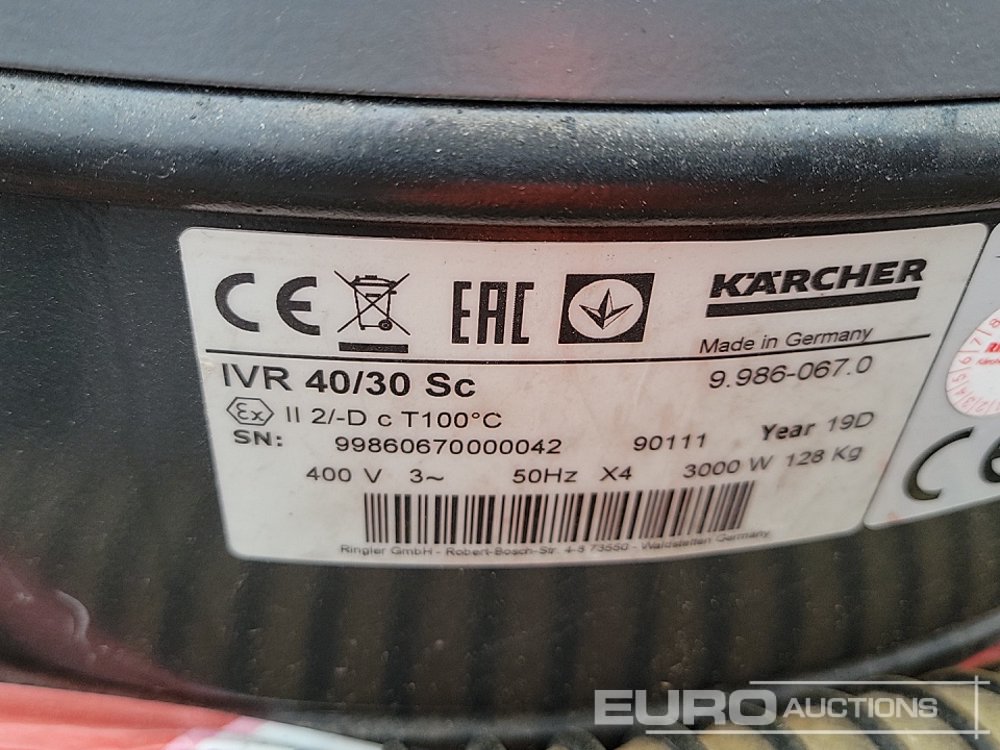 CE
EAC
KÄRCHER
Made in Germany
IVR 40/30 Sc
9.986-067.0
Ex II 2/-D c T100°C
SN: 99860670000042 90111 Year 19D
400 V 3~ 50Hz X4 3000 W 128 Kg
Ringler GmbH - Robert-Bosch-Str. 4-8 73550 - Waldstetten Germany
CE
EURO AUCTIONS